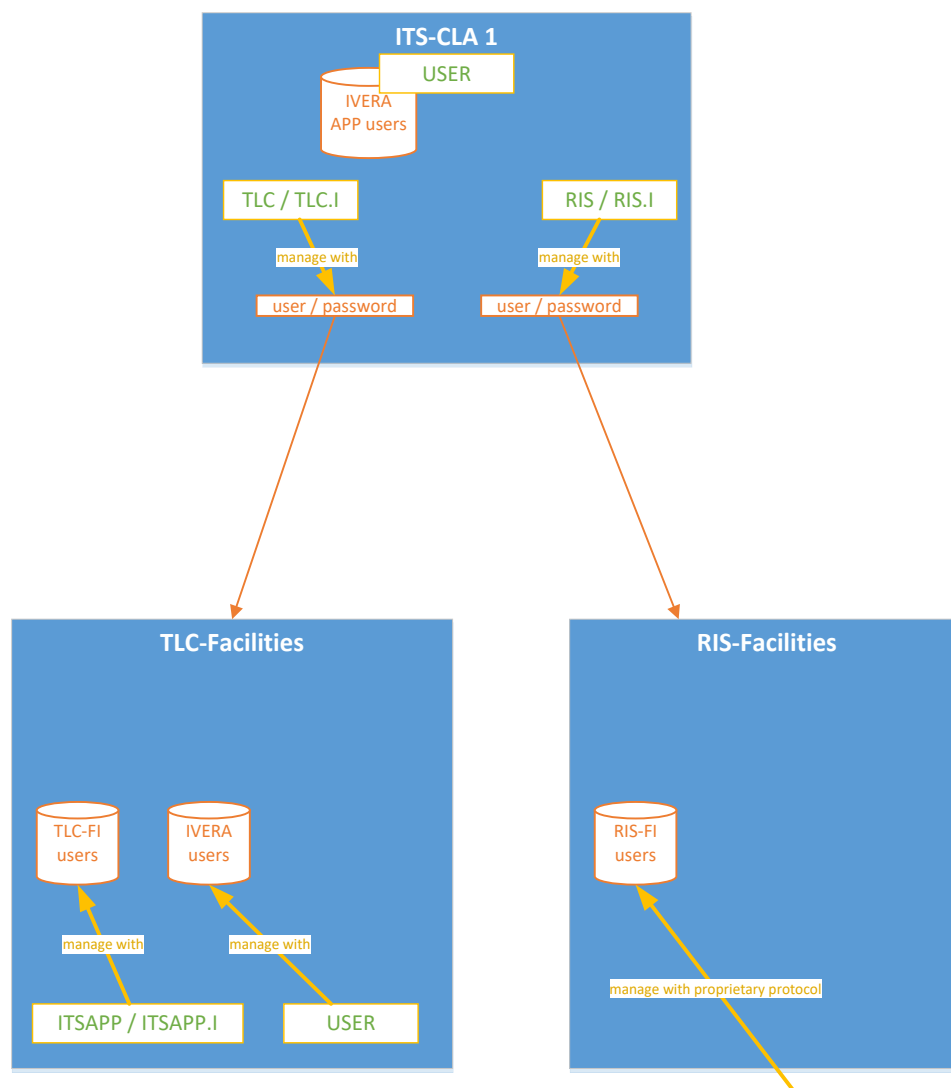 ITS-CLA 1
USER
IVERA
APP users
TLC / TLC.I
RIS / RIS.I
manage with
manage with
user / password
user / password
TLC-Facilities
RIS-Facilities
TLC-FI
users
IVERA
users
RIS-FI
users
manage with
manage with
manage with proprietary protocol
ITSAPP / ITSAPP.I
USER